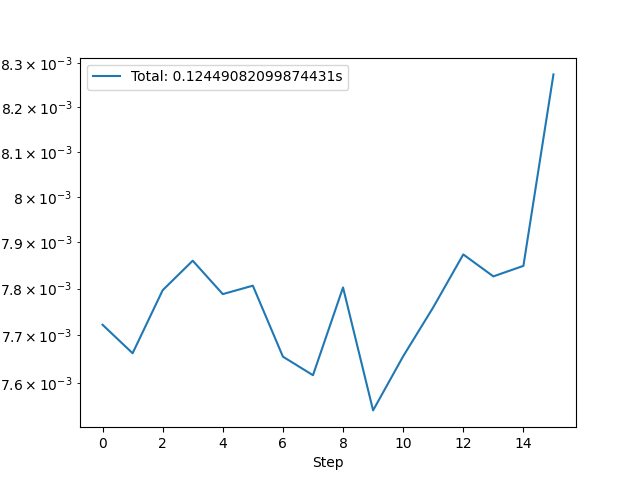 Total: 0.12449082099874431s
8.3 × 10⁻³
8.2 × 10⁻³
8.1 × 10⁻³
8 × 10⁻³
7.9 × 10⁻³
7.8 × 10⁻³
7.7 × 10⁻³
7.6 × 10⁻³
0 2 4 6 8 10 12 14
Step